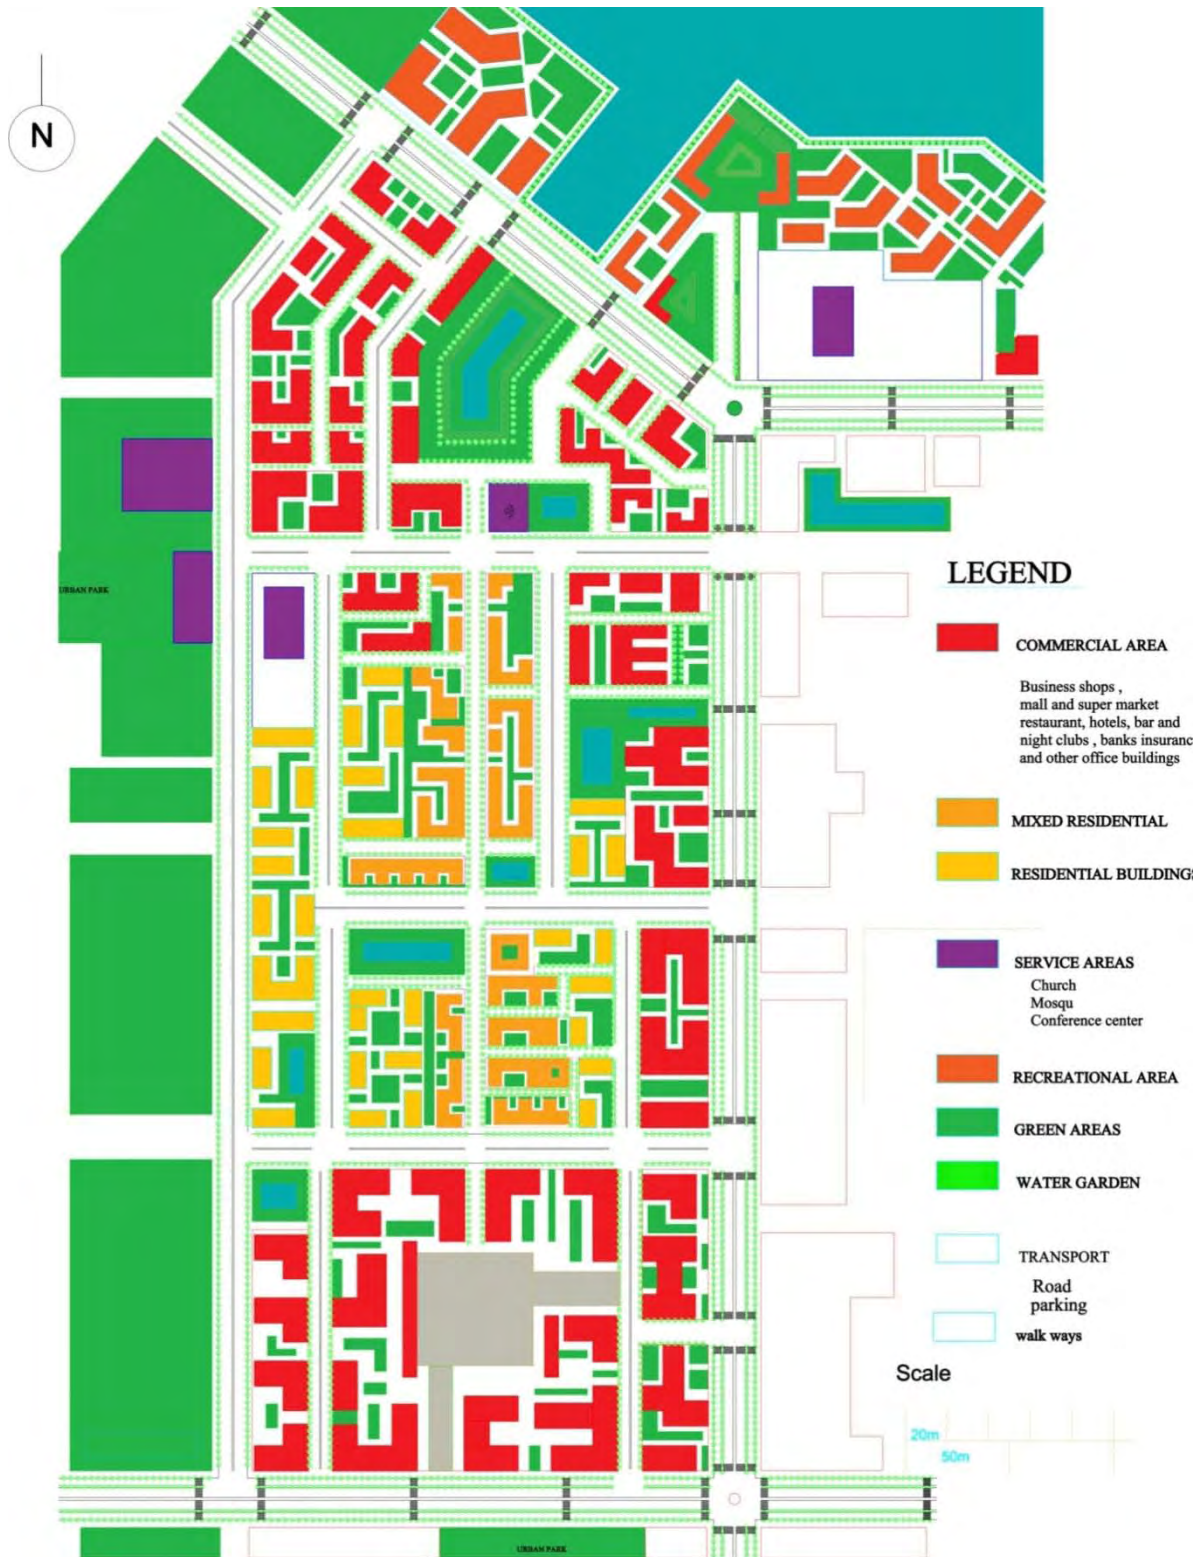 N
URBAN PARK
LEGEND
COMMERCIAL AREA
Business shops ,
mall and super market
restaurant, hotels, bar and
night clubs , banks insuranc
and other office buildings
MIXED RESIDENTIAL
RESIDENTIAL BUILDINGS
SERVICE AREAS
Church
Mosqu
Conference center
RECREATIONAL AREA
GREEN AREAS
WATER GARDEN
TRANSPORT
Road
parking
walk ways
Scale
20m
50m
URBAN PARK